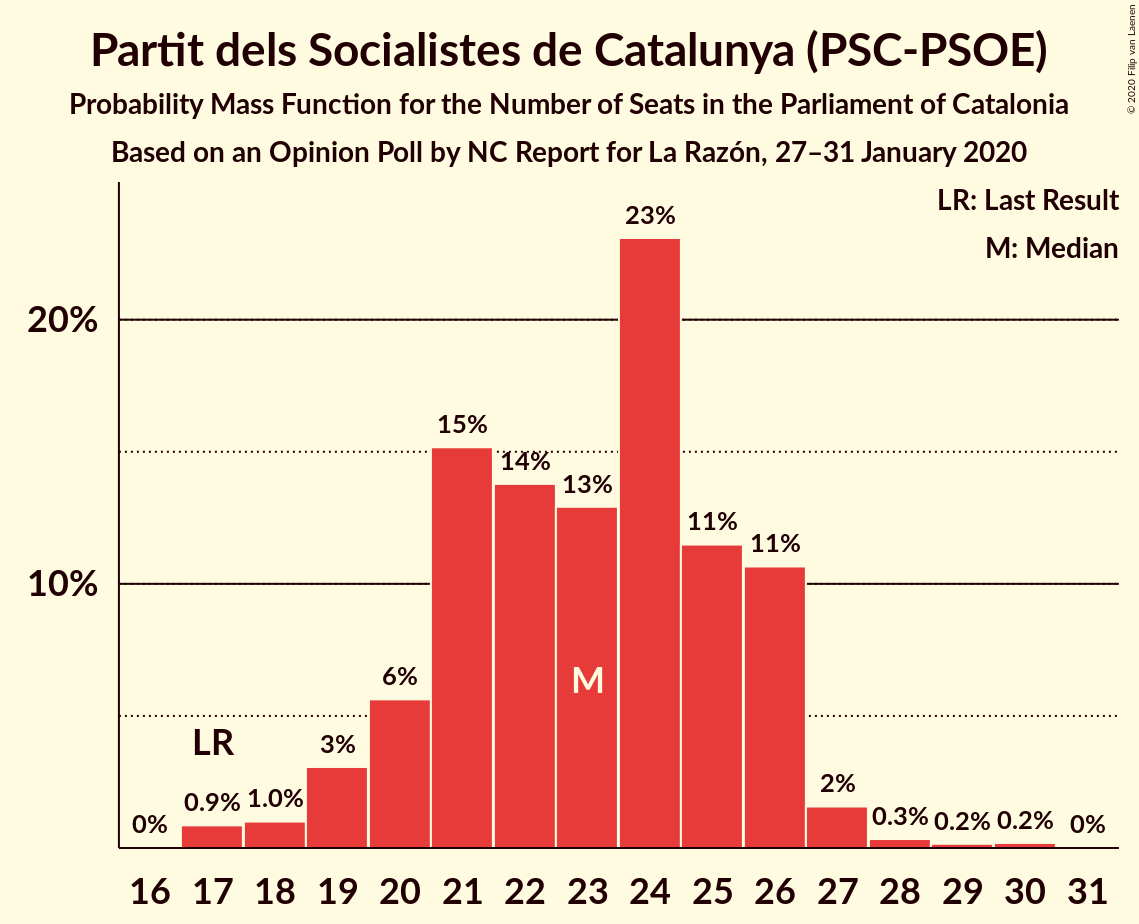 Partit dels Socialistes de Catalunya (PSC-PSOE)
Probability Mass Function for the Number of Seats in the Parliament of Catalonia
Based on an Opinion Poll by NC Report for La Razón, 27–31 January 2020
© 2020 Filip van Laenen
LR: Last Result
M: Median
20%
10%
0%
0.9%
1.0%
3%
6%
15%
14%
13%
23%
11%
11%
2%
0.3%
0.2%
0.2%
0%
LR
M
16 17 18 19 20 21 22 23 24 25 26 27 28 29 30 31